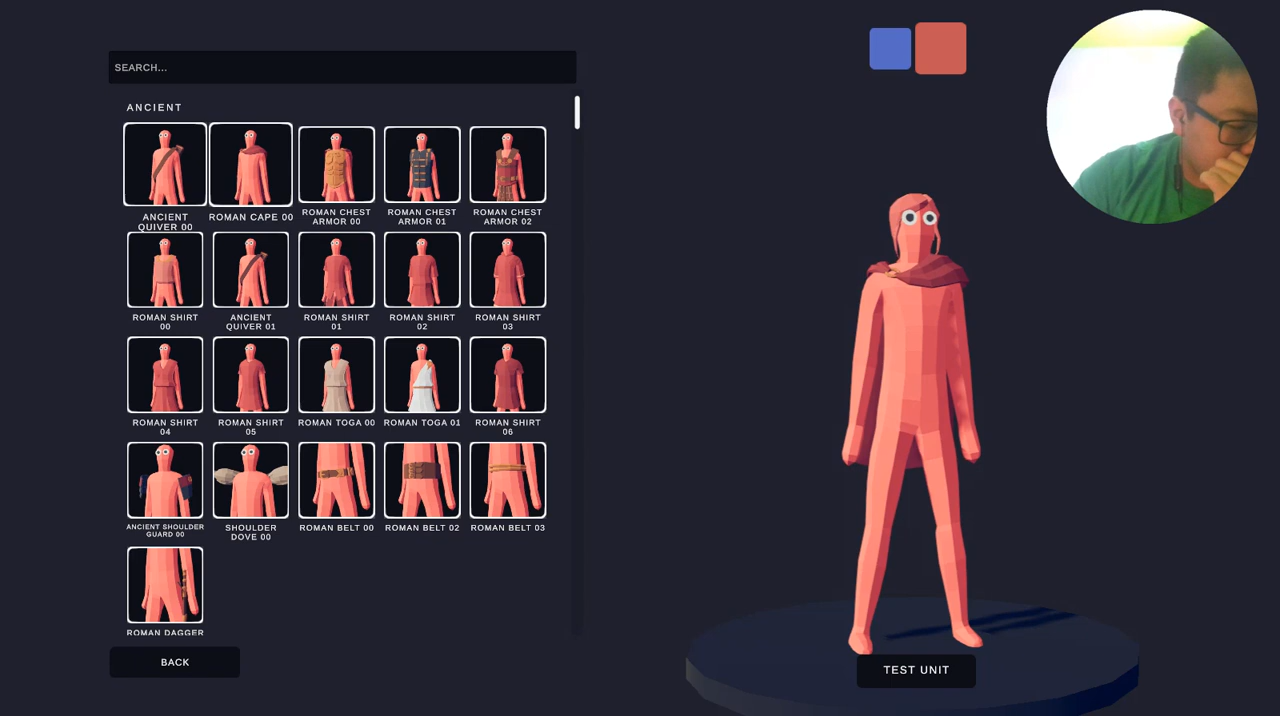 SEARCH...
ANCIENT
ANCIENT
QUIVER 00
ROMAN CAPE 00
ROMAN CHEST
ARMOR 00
ROMAN CHEST
ARMOR 01
ROMAN CHEST
ARMOR 02
ROMAN SHIRT
00
ANCIENT
QUIVER 01
ROMAN SHIRT
01
ROMAN SHIRT
02
ROMAN SHIRT
03
ROMAN SHIRT
04
ROMAN SHIRT
05
ROMAN TOGA 00
ROMAN TOGA 01
ROMAN SHIRT
06
ANCIENT SHOULDER
GUARD 00
SHOULDER
DOVE 00
ROMAN BELT 00
ROMAN BELT 02
ROMAN BELT 03
ROMAN DAGGER
BACK
TEST UNIT